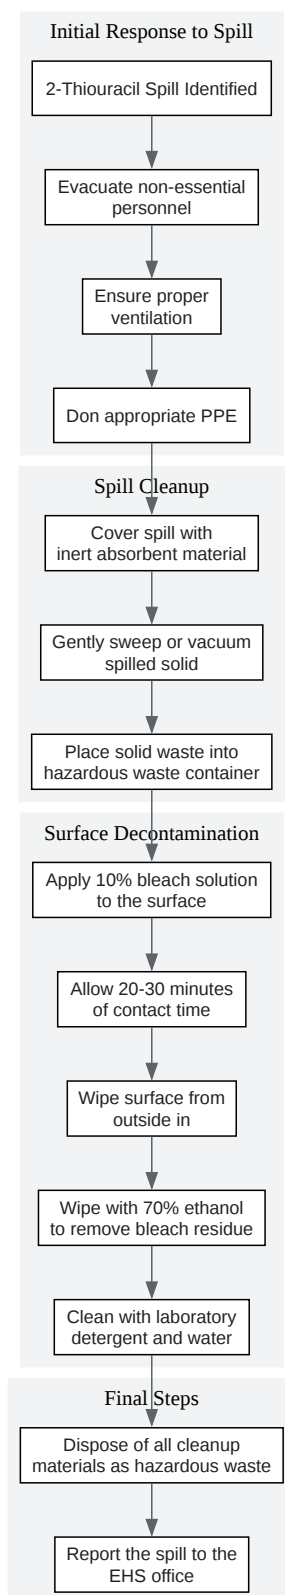 Initial Response to Spill
2-Thiouracil Spill Identified
Evacuate non-essential
personnel
Ensure proper
ventilation
Don appropriate PPE
Spill Cleanup
Cover spill with
inert absorbent material
Gently sweep or vacuum
spilled solid
Place solid waste into
hazardous waste container
Surface Decontamination
Apply 10% bleach solution
to the surface
Allow 20-30 minutes
of contact time
Wipe surface from
outside in
Wipe with 70% ethanol
to remove bleach residue
Clean with laboratory
detergent and water
Final Steps
Dispose of all cleanup
materials as hazardous waste
Report the spill to the
EHS office